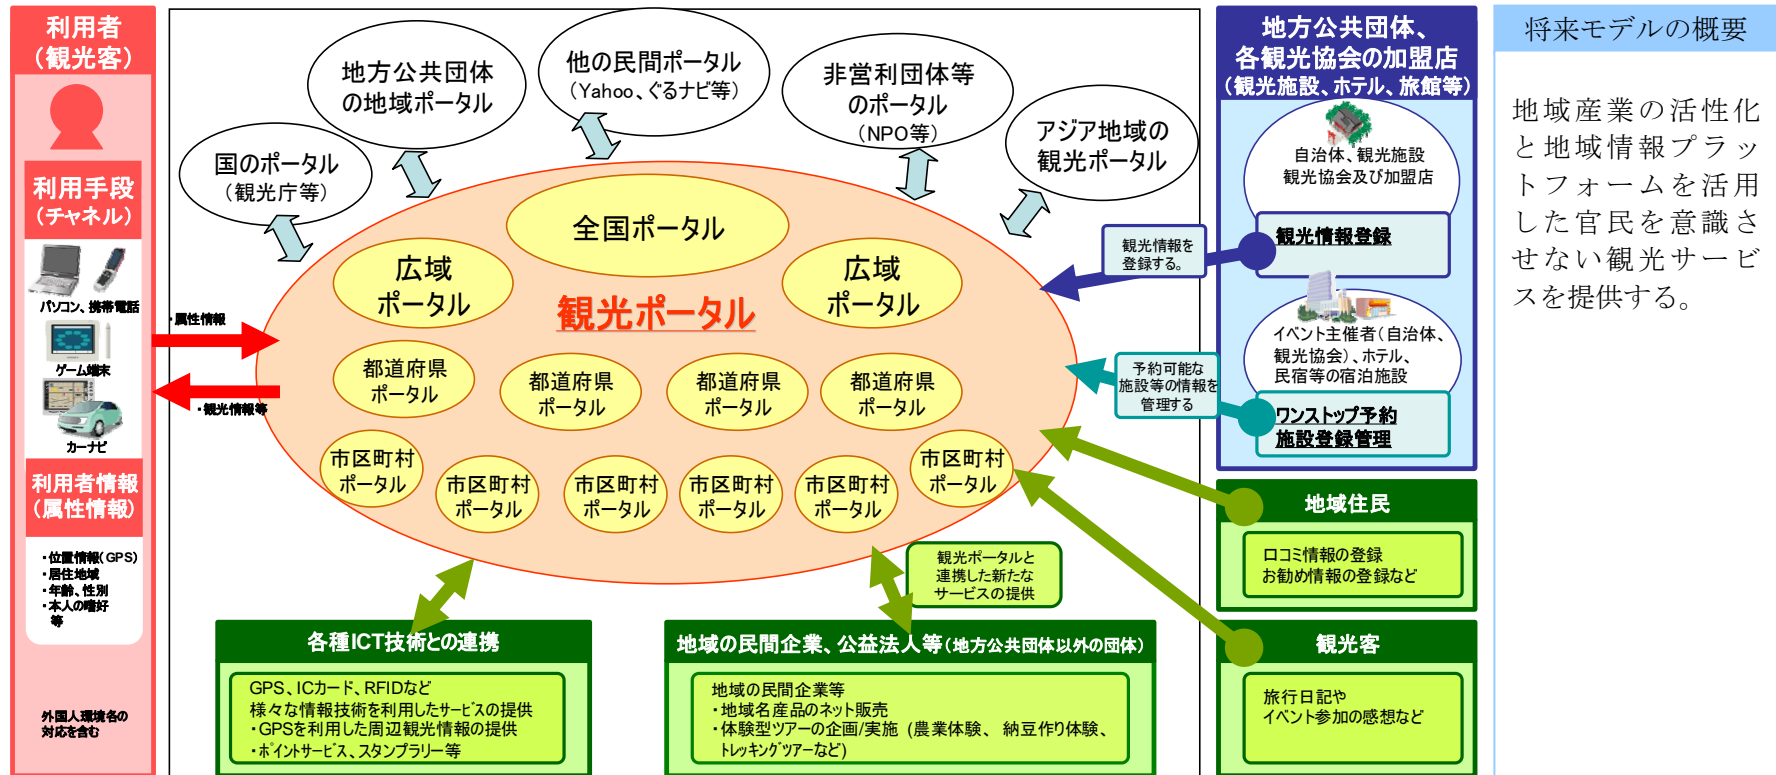 利用者
（観光客）
利用手段
（チャネル）
パソコン、携帯電話
ゲーム端末
カーナビ
利用者情報
（属性情報）
・位置情報(GPS)
・居住地域
・年齢、性別
・本人の嗜好
等
外国人環境名の
対応を含む
・属性情報
・観光情報等
国のポータル
（観光庁等）
地方公共団体
の地域ポータル
他の民間ポータル
（Yahoo、ぐるナビ等）
非営利団体等
のポータル
（NPO等）
アジア地域の
観光ポータル
全国ポータル
広域
ポータル
広域
ポータル
観光ポータル
都道府県
ポータル
都道府県
ポータル
都道府県
ポータル
都道府県
ポータル
市区町村
ポータル
市区町村
ポータル
市区町村
ポータル
市区町村
ポータル
市区町村
ポータル
市区町村
ポータル
観光情報を
登録する。
予約可能な
施設等の情報を
管理する
観光ポータルと
連携した新たな
サービスの提供
各種ICT技術との連携
GPS、ICカード、RFIDなど
様々な情報技術を利用したサービスの提供
・GPSを利用した周辺観光情報の提供
・ポイントサービス、スタンプラリー等
地域の民間企業、公益法人等(地方公共団体以外の団体)
地域の民間企業等
・地域名産品のネット販売
・体験型ツアーの企画/実施 (農業体験、納豆作り体験、
トレッキングツアーなど)
地方公共団体、
各観光協会の加盟店
(観光施設、ホテル、旅館等)
自治体、観光施設
観光協会及び加盟店
観光情報登録
イベント主催者（自治体、
観光協会）、ホテル、
民宿等の宿泊施設
ワンストップ予約
施設登録管理
地域住民
口コミ情報の登録
お勧め情報の登録など
観光客
旅行日記や
イベント参加の感想など
将来モデルの概要
地域産業の活性化
と地域情報プラッ
トフォームを活用
した官民を意識さ
せない観光サービ
スを提供する。